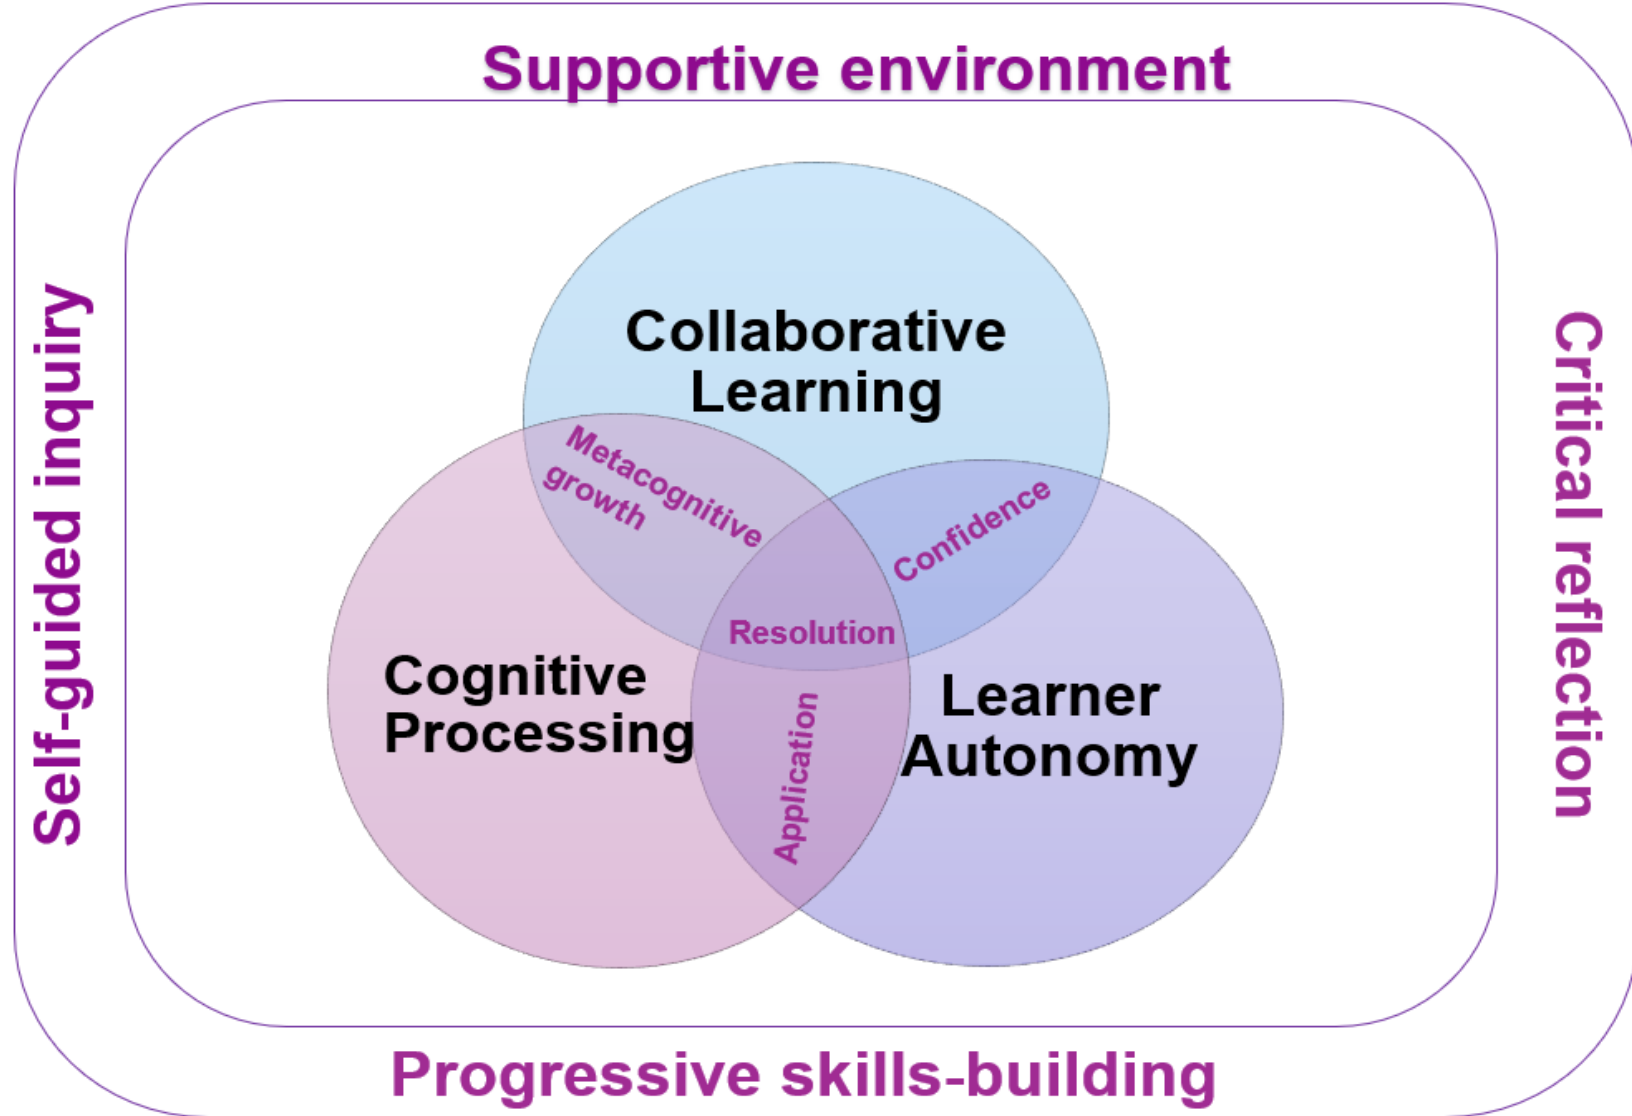 Supportive environment
Self-guided inquiry
Collaborative
Learning
Metacognitive
growth
Confidence
Resolution
Cognitive
Processing
Application
Learner
Autonomy
Critical reflection
Progressive skills-building